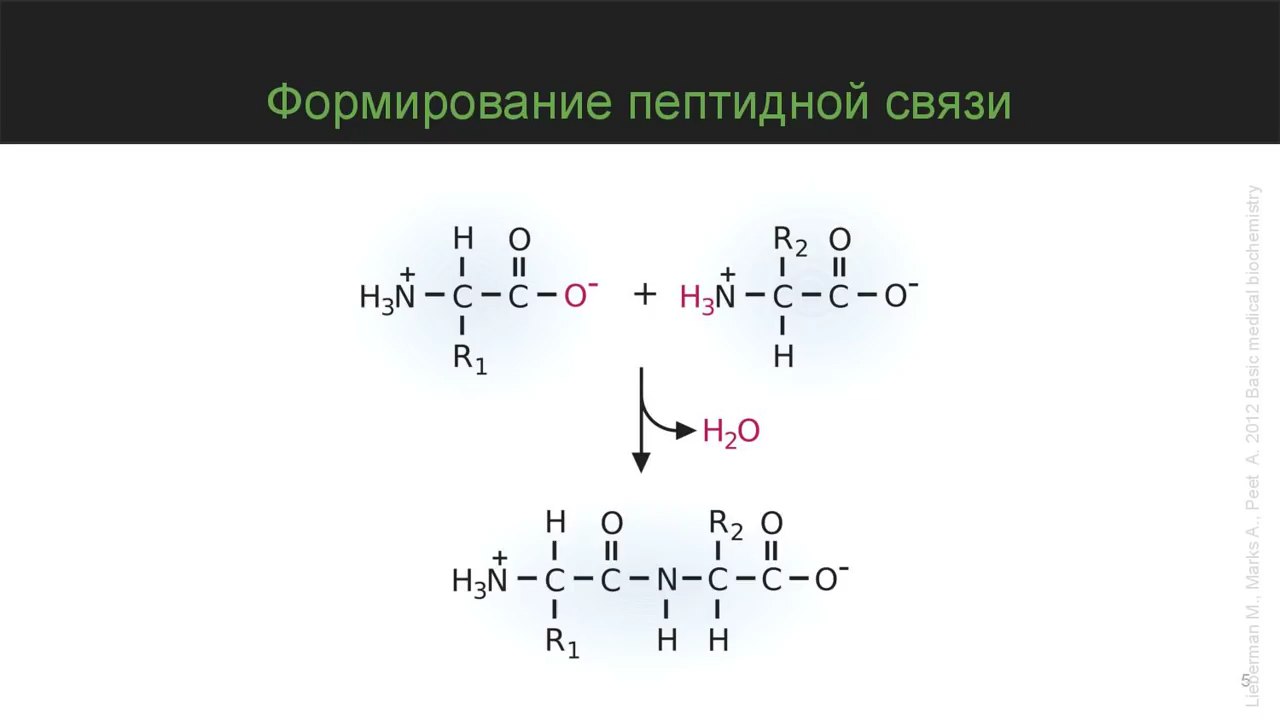 Формирование пептидной связи
H O R2 O
H3N+ – C – C – O- + H3N+ – C – C – O-
R1 H
H2O
H O R2 O
H3N+ – C – C – N – C – C – O-
R1 H H
Lieberman M., Marks A., Peet A. 2012 Basic medical biochemistry
5